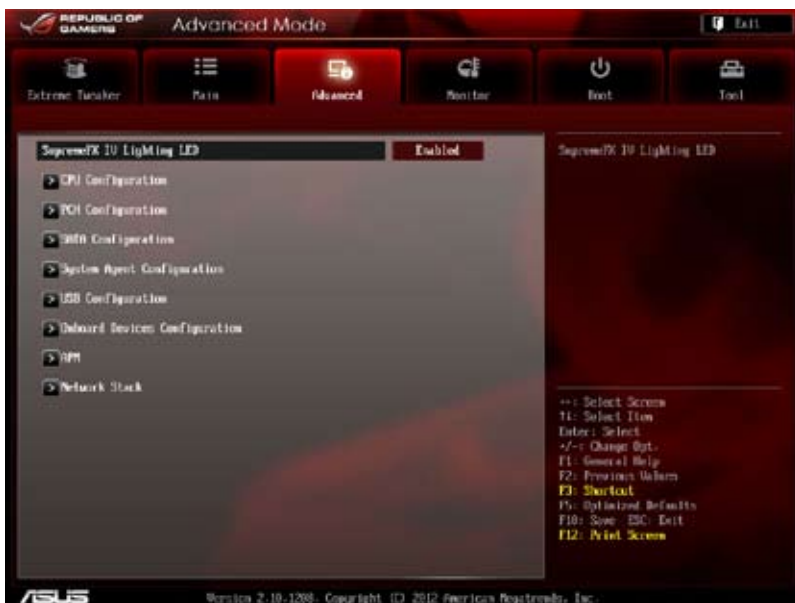 REPUBLIC OF
GAMERS
Advanced Mode
Exit
Extreme Tweaker
Main
Advanced
Monitor
Boot
Tool
SupremeFX IV Lighting LED
Enabled
SupremeFX IV Lighting LED
CPU Configuration
PCH Configuration
SATA Configuration
System Agent Configuration
USB Configuration
Onboard Devices Configuration
APM
Network Stack
→←: Select Screen
↑↓: Select Item
Enter: Select
+/-: Change Opt.
F1: General Help
F2: Previous Values
F3: Shortcut
F5: Optimized Defaults
F10: Save ESC: Exit
F12: Print Screen
ASUS
Version 2.10.1208. Copyright (C) 2012 American Megatrends, Inc.